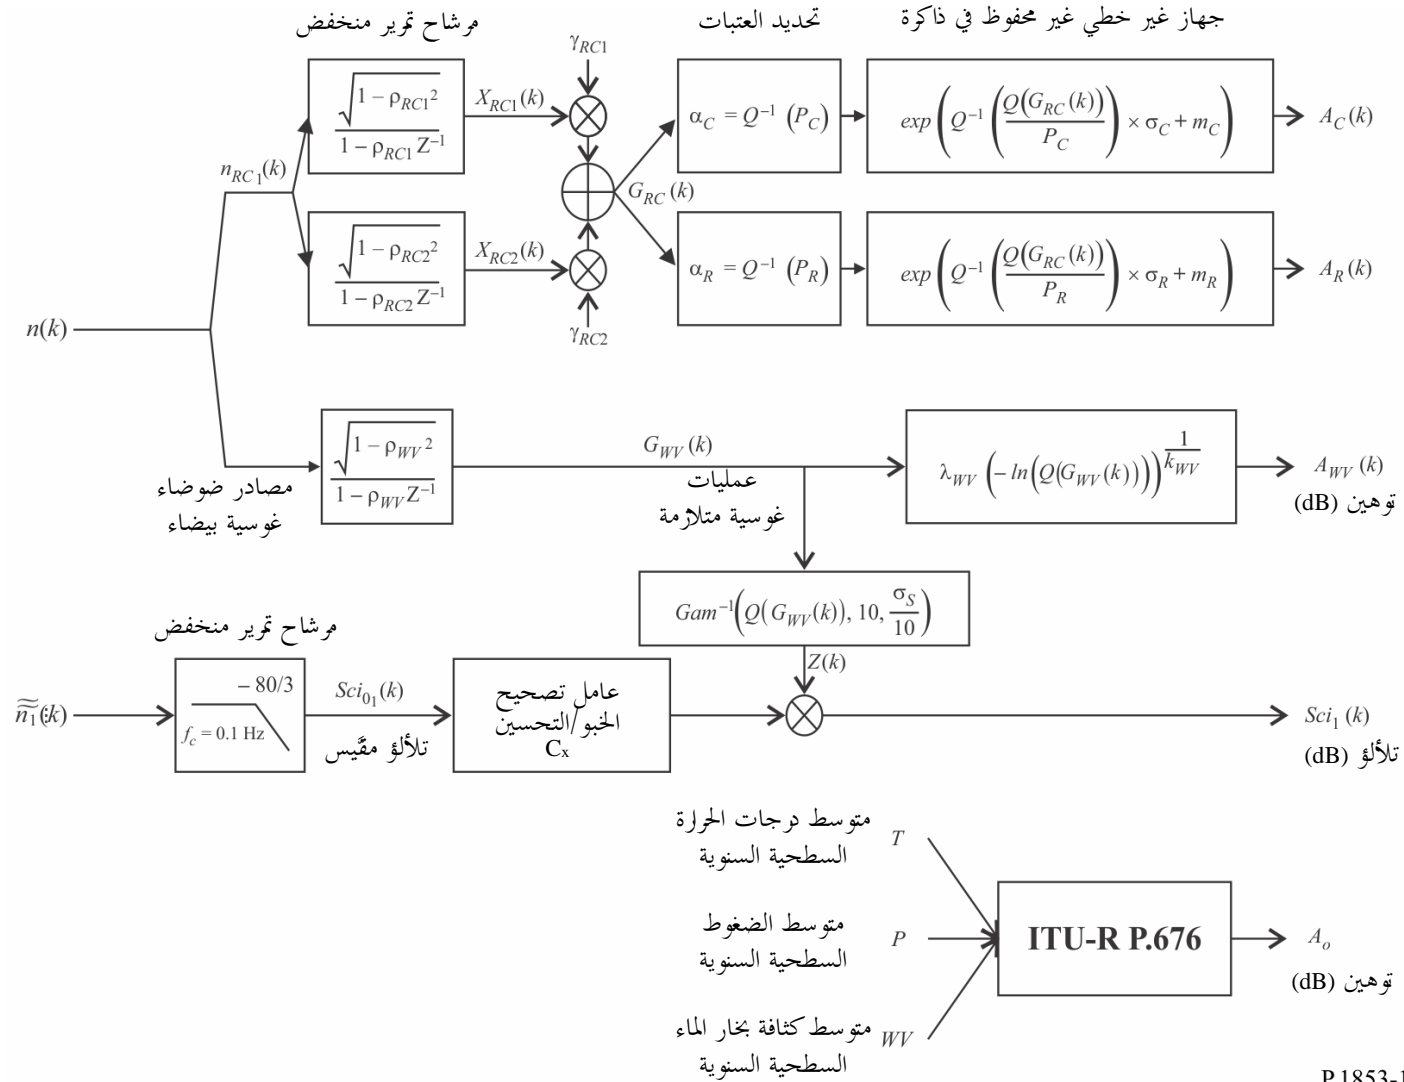 مرشاح تمرير منخفض
تحديد العتبات
جهاز غير خطي غير محفوظ في ذاكرة
γRC1
√(1 – ρRC1²) / (1 – ρRC1 Z⁻¹)
XRC1(k)
αC = Q⁻¹ (PC)
exp(Q⁻¹(Q(GRC(k))/PC) × σC + mC)
AC(k)
nRC1(k)
GRC(k)
√(1 – ρRC2²) / (1 – ρRC2 Z⁻¹)
XRC2(k)
αR = Q⁻¹ (PR)
exp(Q⁻¹(Q(GRC(k))/PR) × σR + mR)
AR(k)
γRC2
n(k)
√(1 – ρWV²) / (1 – ρWV Z⁻¹)
GWV(k)
λWV (– ln(Q(GWV(k))))^(1/kWV)
AWV(k)
توهين (dB)
مصادر ضوضاء
غوسية بيضاء
عمليات
غوسية متلازمة
Gam⁻¹(Q(GWV(k)), 10, σS/10)
Z(k)
مرشاح تمرير منخفض
– 80/3
fc = 0.1 Hz
Sci01(k)
تلألؤ مقيَّس
عامل تصحيح
الخبو/التحسين
Cx
Sci1(k)
تلألؤ (dB)
متوسط درجات الحرارة
السطحية السنوية
T
متوسط الضغوط
السطحية السنوية
P
متوسط كثافة بخار الماء
السطحية السنوية
WV
ITU-R P.676
Ao
توهين (dB)